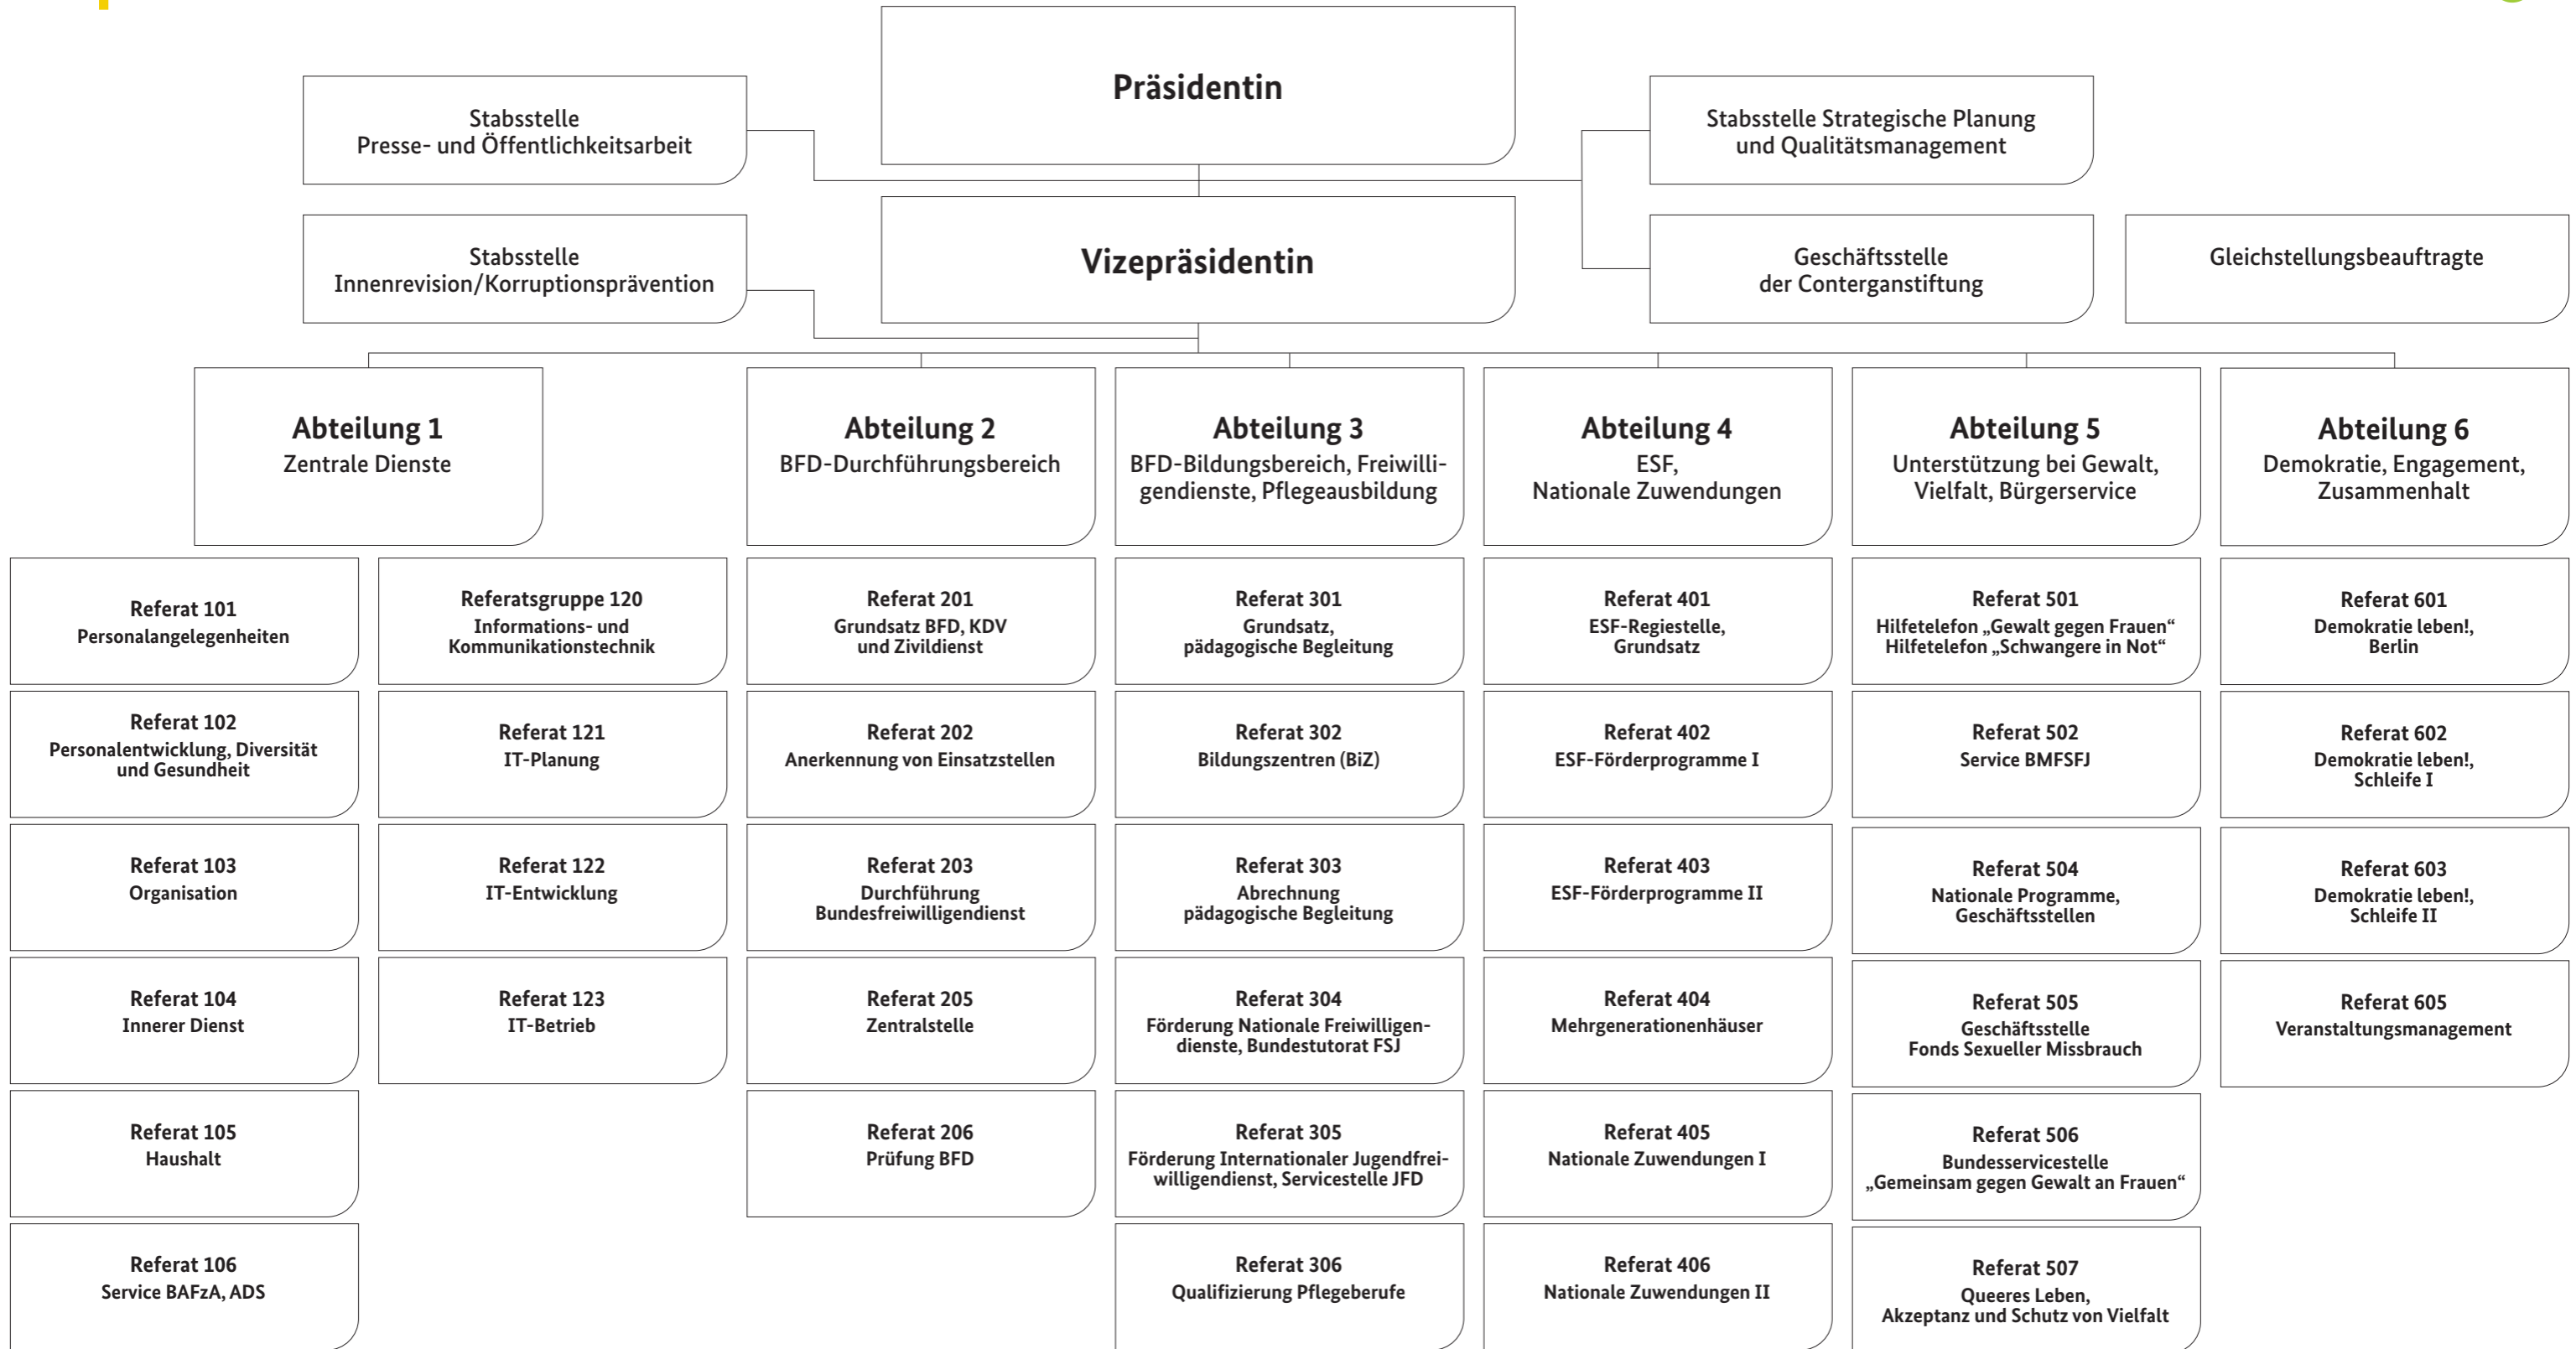 Präsidentin
Stabsstelle
Presse- und Öffentlichkeitsarbeit
Stabsstelle Strategische Planung
und Qualitätsmanagement
Vizepräsidentin
Stabsstelle
Innenrevision/Korruptionsprävention
Geschäftsstelle
der Conterganstiftung
Gleichstellungsbeauftragte
Abteilung 1
Zentrale Dienste
Referat 101
Personalangelegenheiten
Referat 102
Personalentwicklung, Diversität
und Gesundheit
Referat 103
Organisation
Referat 104
Innerer Dienst
Referat 105
Haushalt
Referat 106
Service BAFzA, ADS
Referatsgruppe 120
Informations- und
Kommunikationstechnik
Referat 121
IT-Planung
Referat 122
IT-Entwicklung
Referat 123
IT-Betrieb
Abteilung 2
BFD-Durchführungsbereich
Referat 201
Grundsatz BFD, KDV
und Zivildienst
Referat 202
Anerkennung von Einsatzstellen
Referat 203
Durchführung
Bundesfreiwilligendienst
Referat 205
Zentralstelle
Referat 206
Prüfung BFD
Abteilung 3
BFD-Bildungsbereich, Freiwilli-
gendienste, Pflegeausbildung
Referat 301
Grundsatz,
pädagogische Begleitung
Referat 302
Bildungszentren (BiZ)
Referat 303
Abrechnung
pädagogische Begleitung
Referat 304
Förderung Nationale Freiwilligen-
dienste, Bundestutorat FSJ
Referat 305
Förderung Internationaler Jugendfrei-
willigendienst, Servicestelle JFD
Referat 306
Qualifizierung Pflegeberufe
Abteilung 4
ESF,
Nationale Zuwendungen
Referat 401
ESF-Regiestelle,
Grundsatz
Referat 402
ESF-Förderprogramme I
Referat 403
ESF-Förderprogramme II
Referat 404
Mehrgenerationenhäuser
Referat 405
Nationale Zuwendungen I
Referat 406
Nationale Zuwendungen II
Abteilung 5
Unterstützung bei Gewalt,
Vielfalt, Bürgerservice
Referat 501
Hilfetelefon „Gewalt gegen Frauen“
Hilfetelefon „Schwangere in Not“
Referat 502
Service BMFSFJ
Referat 504
Nationale Programme,
Geschäftsstellen
Referat 505
Geschäftsstelle
Fonds Sexueller Missbrauch
Referat 506
Bundesservicestelle
„Gemeinsam gegen Gewalt an Frauen“
Referat 507
Queeres Leben,
Akzeptanz und Schutz von Vielfalt
Abteilung 6
Demokratie, Engagement,
Zusammenhalt
Referat 601
Demokratie leben!,
Berlin
Referat 602
Demokratie leben!,
Schleife I
Referat 603
Demokratie leben!,
Schleife II
Referat 605
Veranstaltungsmanagement